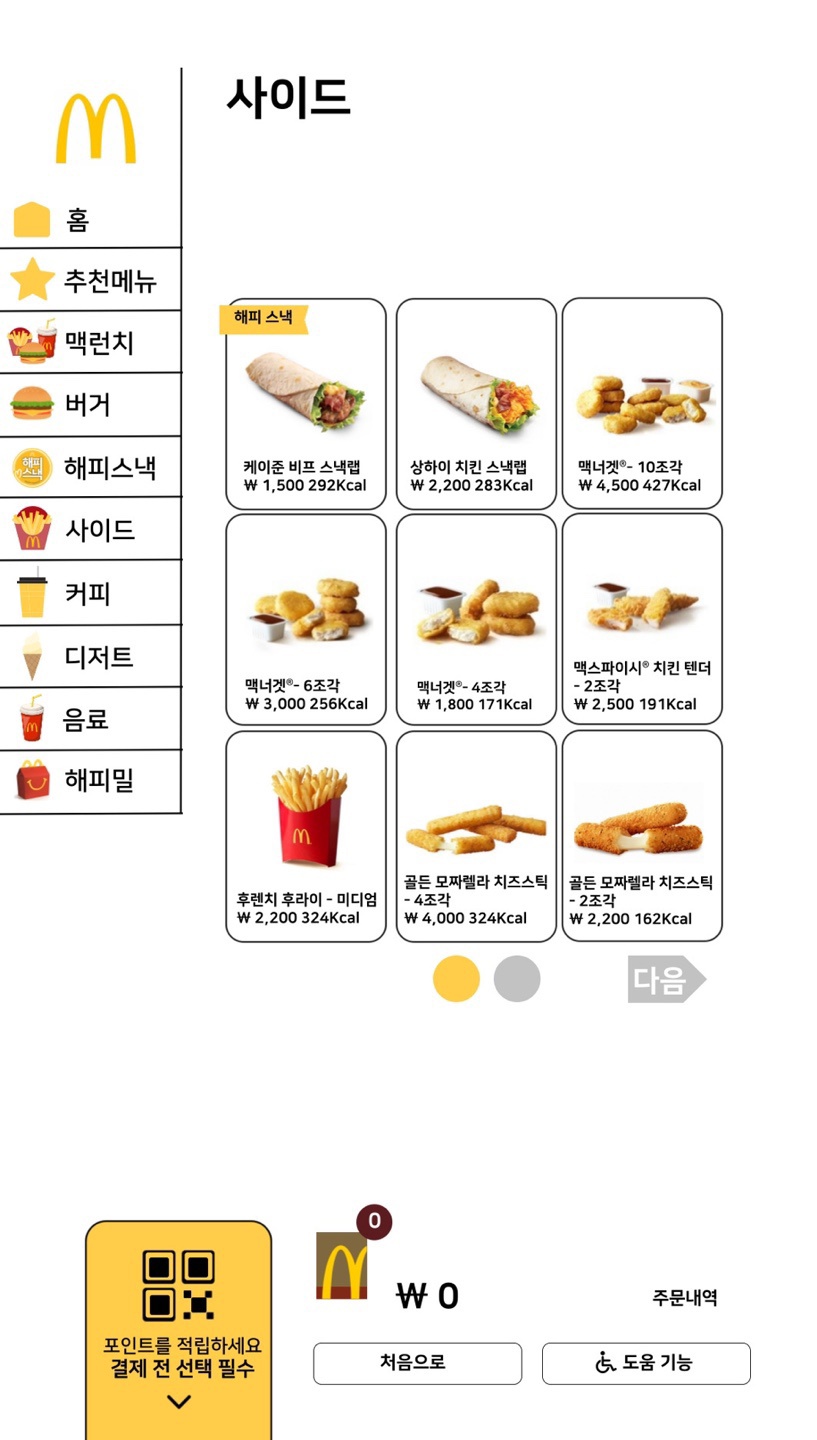 사이드
홈
추천메뉴
맥런치
버거
해피스낵
사이드
커피
디저트
음료
해피밀
해피 스낵
케이준 비프 스낵랩
₩ 1,500 292Kcal
상하이 치킨 스낵랩
₩ 2,200 283Kcal
맥너겟®- 10조각
₩ 4,500 427Kcal
맥너겟®- 6조각
₩ 3,000 256Kcal
맥너겟®- 4조각
₩ 1,800 171Kcal
맥스파이시® 치킨 텐더
- 2조각
₩ 2,500 191Kcal
후렌치 후라이 - 미디엄
₩ 2,200 324Kcal
골든 모짜렐라 치즈스틱
- 4조각
₩ 4,000 324Kcal
골든 모짜렐라 치즈스틱
- 2조각
₩ 2,200 162Kcal
다음
포인트를 적립하세요
결제 전 선택 필수
0
₩ 0
주문내역
처음으로
도움 기능